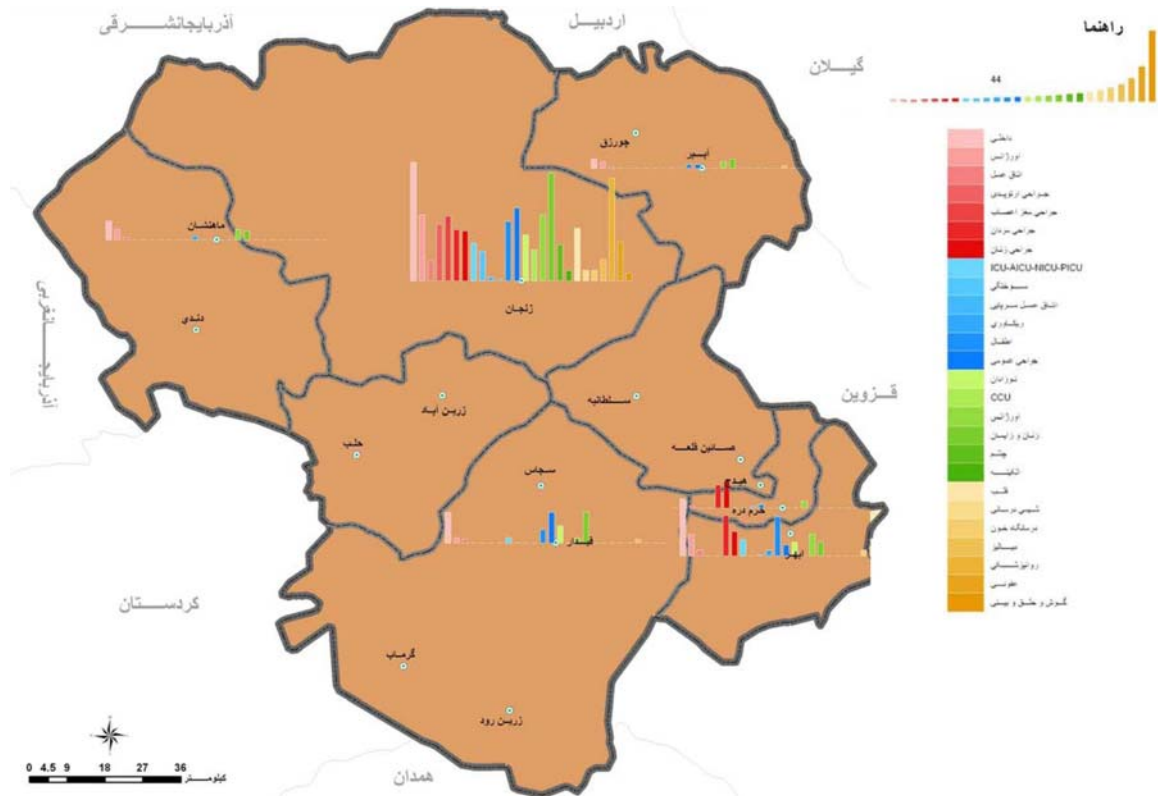 راهنما
44
داخلی
اورژانس
اتاق عمل
جراحی ارتوپدی
جراحی مغز اعصاب
جراحی مردان
جراحی زنان
ICU-AICU-NICU-PICU
سوختگی
اتاق عمل سرپایی
ریکاوری
اطفال
جراحی عمومی
نوزادان
CCU
اورژانس
زنان و زایمان
چشم
قلب
شیمی درمانی
دیالیز
روانپزشکی
عفونی
گوش و حلق و بینی
آذربایجانشرقی
اردبیل
گیلان
جورزق
آببر
ماهنشان
زنجان
دندی
آذربایجانغربی
قزوین
زرین آباد
سلطانیه
حلب
صائین قلعه
سجاس
هیدج
خرم دره
قیدار
ابهر
کردستان
گرماب
زرین رود
همدان
0 4.5 9 18 27 36
کیلومتر